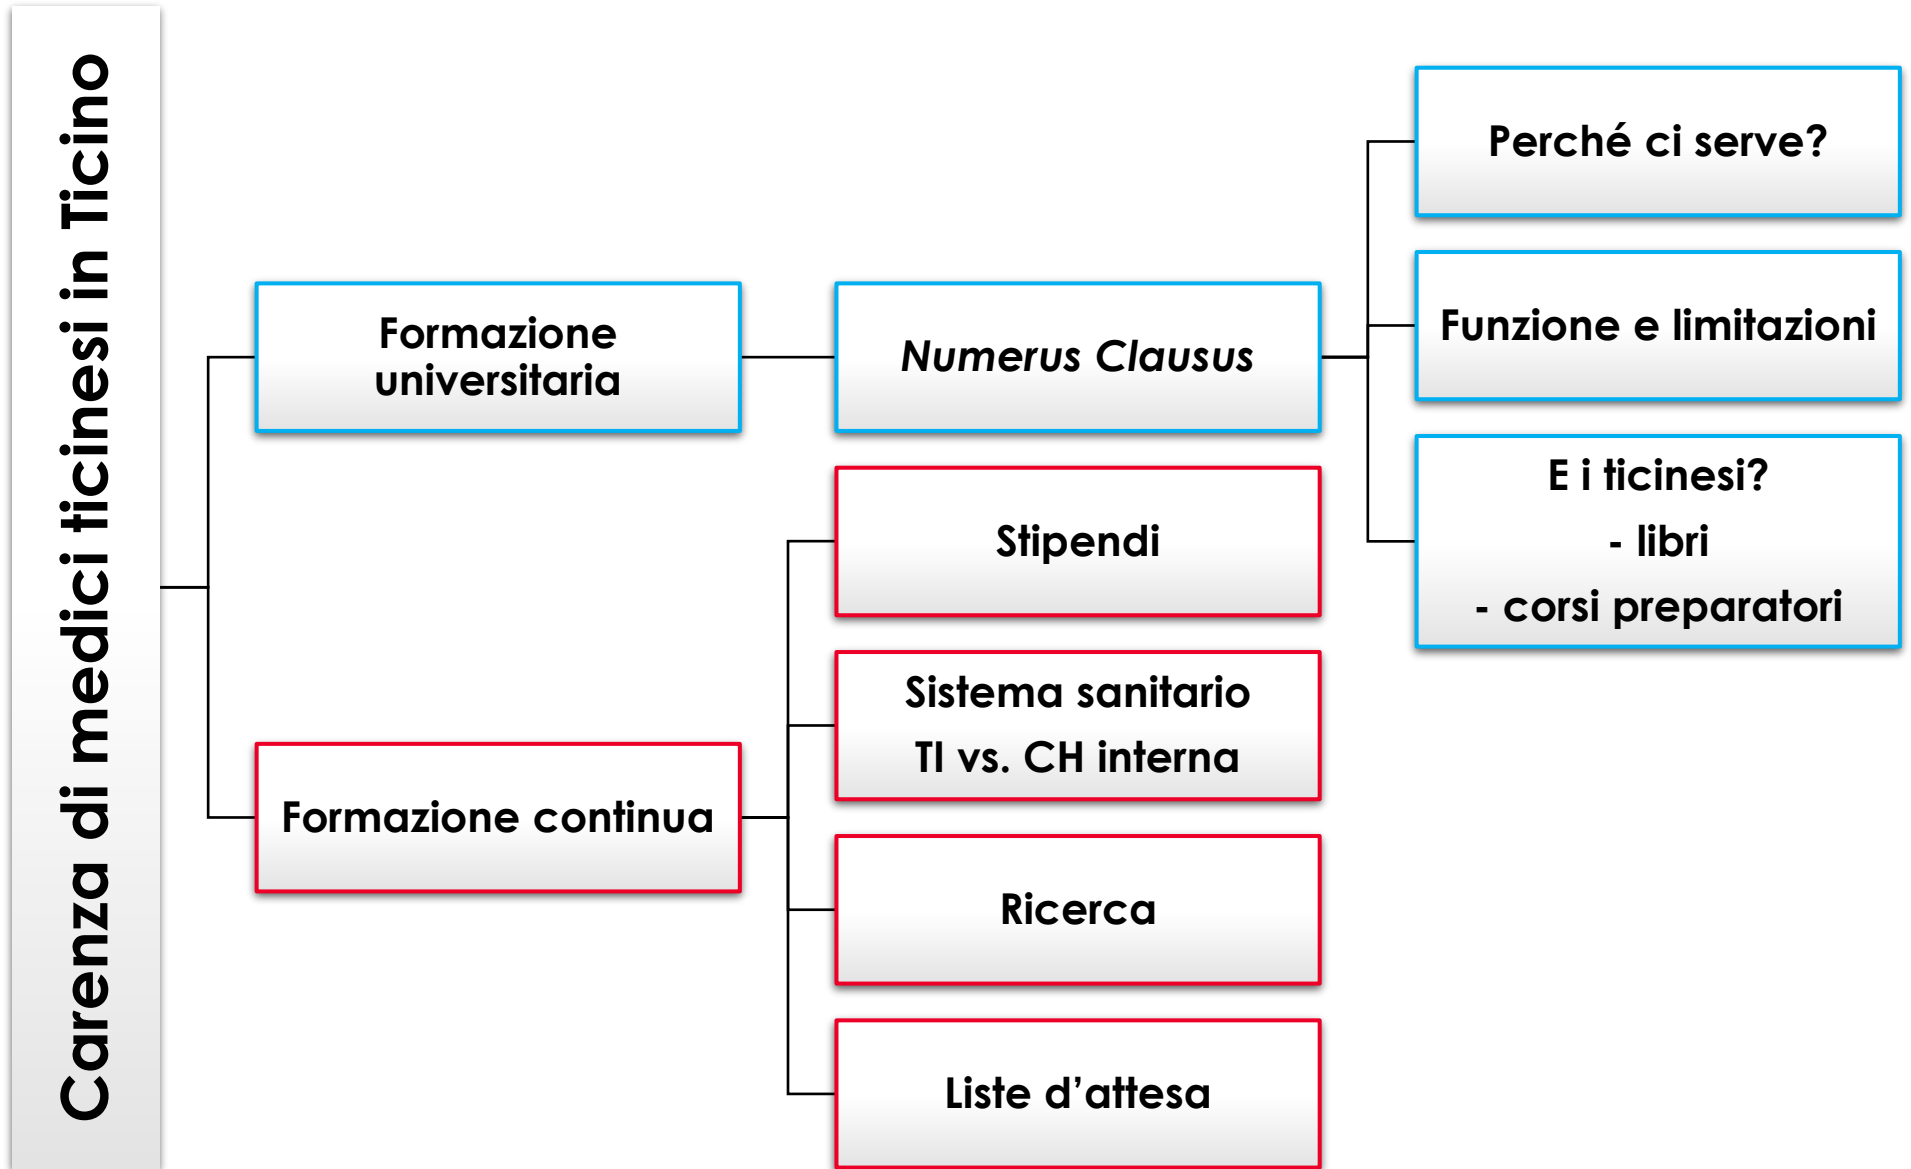 Carenza di medici ticinesi in Ticino
Formazione
universitaria
Numerus Clausus
Perché ci serve?
Funzione e limitazioni
E i ticinesi?
- libri
- corsi preparatori
Formazione continua
Stipendi
Sistema sanitario
TI vs. CH interna
Ricerca
Liste d’attesa